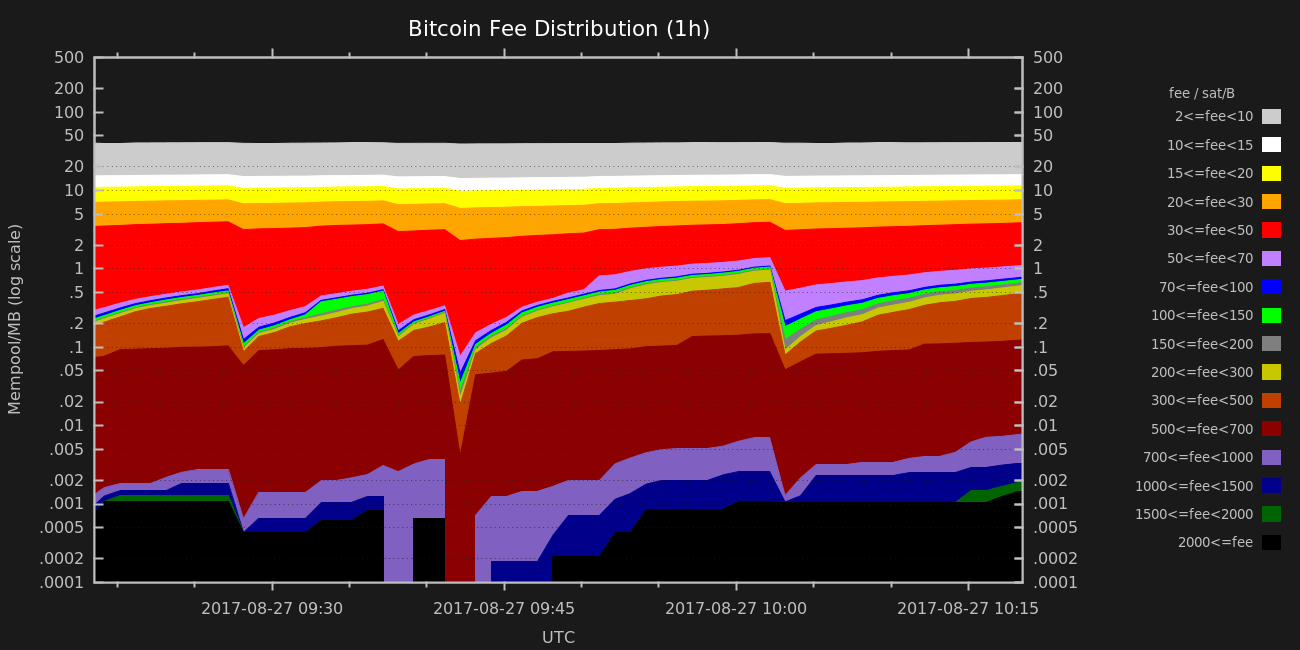 Bitcoin Fee Distribution (1h)
Mempool/MB (log scale)
500
200
100
50
20
10
5
2
1
.5
.2
.1
.05
.02
.01
.005
.002
.001
.0005
.0002
.0001
500
200
100
50
20
10
5
2
1
.5
.2
.1
.05
.02
.01
.005
.002
.001
.0005
.0002
.0001
2017-08-27 09:30
2017-08-27 09:45
2017-08-27 10:00
2017-08-27 10:15
UTC
fee / sat/B
2<=fee<10
10<=fee<15
15<=fee<20
20<=fee<30
30<=fee<50
50<=fee<70
70<=fee<100
100<=fee<150
150<=fee<200
200<=fee<300
300<=fee<500
500<=fee<700
700<=fee<1000
1000<=fee<1500
1500<=fee<2000
2000<=fee